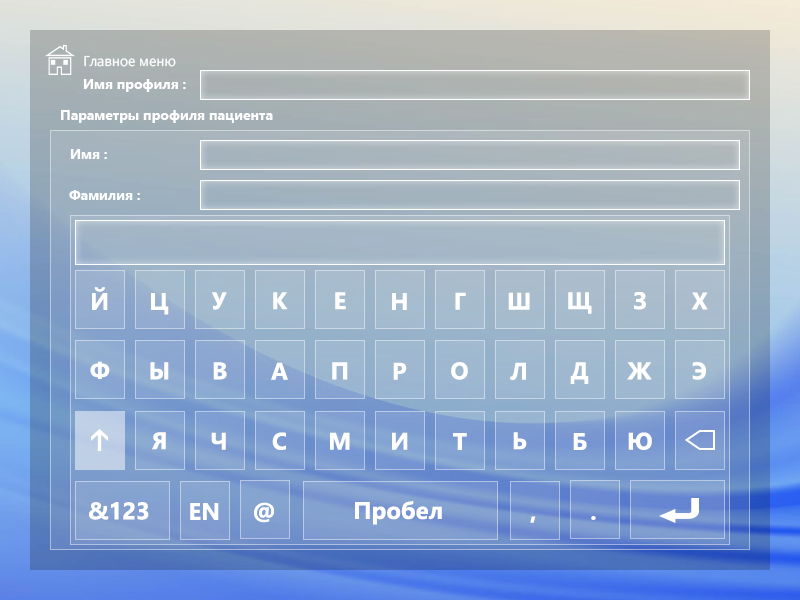 Главное меню
Имя профиля :
Параметры профиля пациента
Имя :
Фамилия :
Й Ц У К Е Н Г Ш Щ З Х
Ф Ы В А П Р О Л Д Ж Э
Я Ч С М И Т Ь Б Ю
&123 EN @ Пробел , .